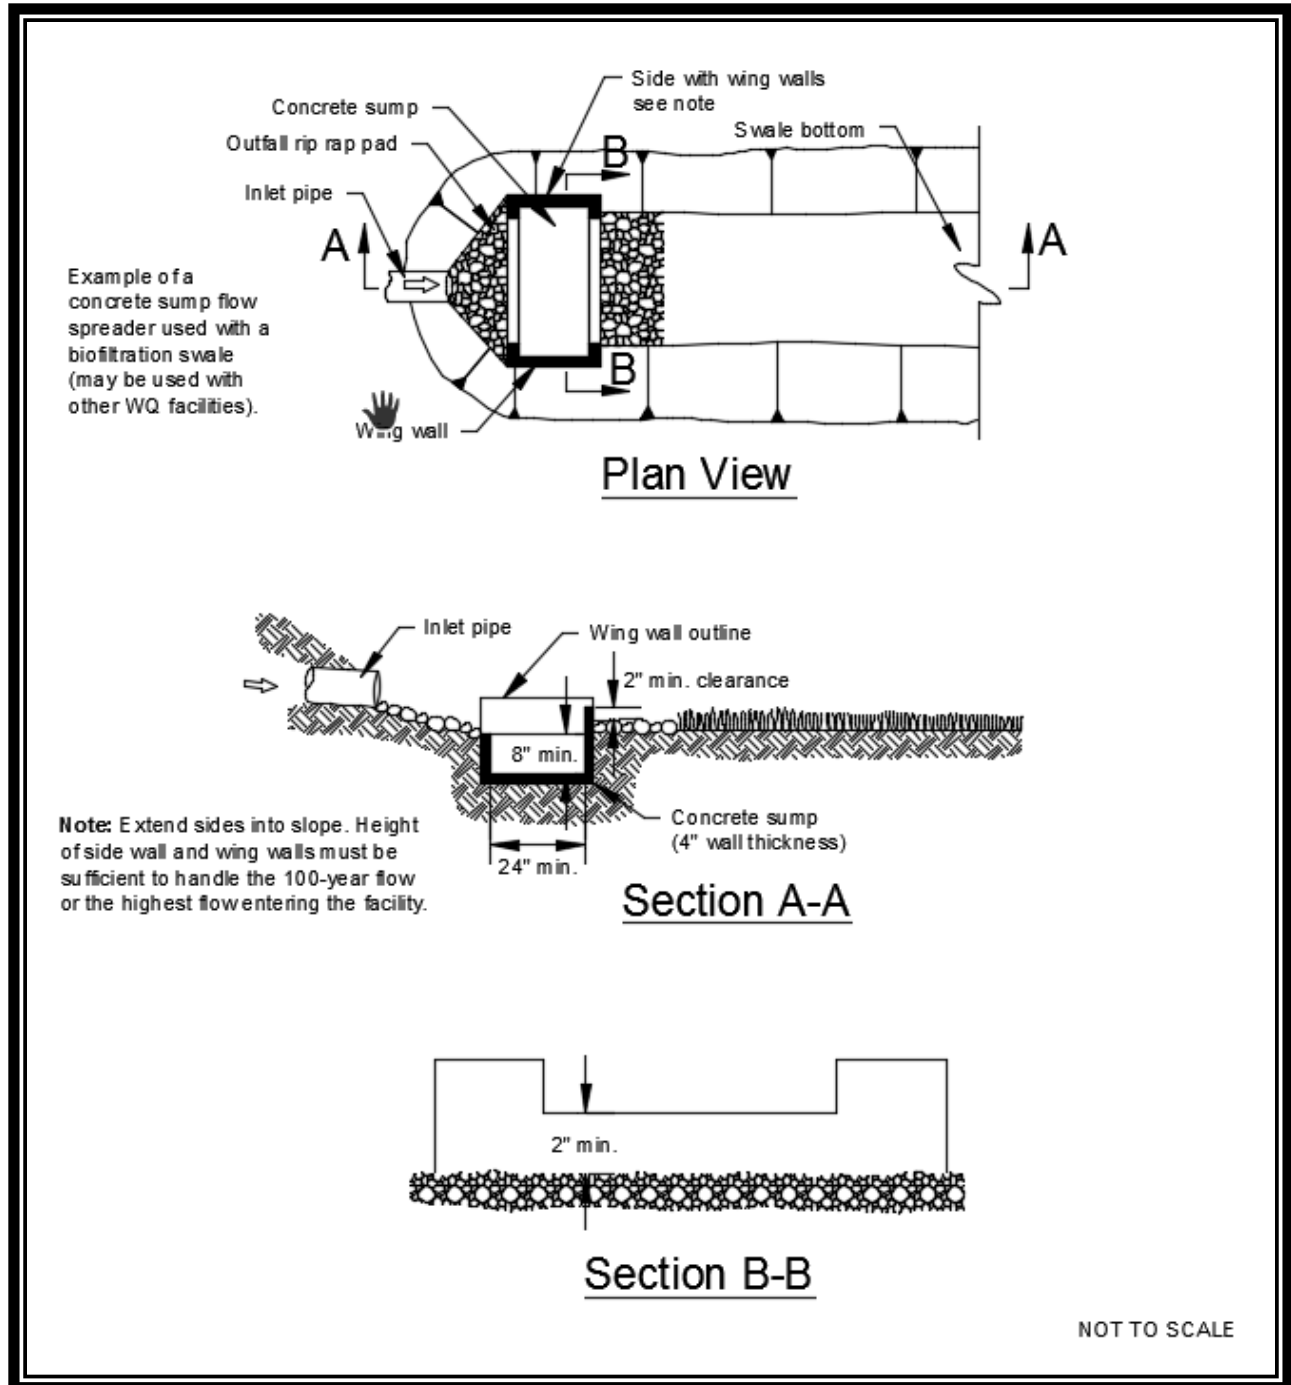 Side with wing walls
see note
Concrete sump
Swale bottom
Outfall rip rap pad
B
Inlet pipe
A
A
Example of a
concrete sump flow
spreader used with a
biofiltration swale
(may be used with
other WQ facilities).
B
Wing wall
Plan View
Inlet pipe
Wing wall outline
2" min. clearance
8" min.
Concrete sump
(4" wall thickness)
24" min.
Note: Extend sides into slope. Height
of side wall and wing walls must be
sufficient to handle the 100-year flow
or the highest flow entering the facility.
Section A-A
2" min.
Section B-B
NOT TO SCALE